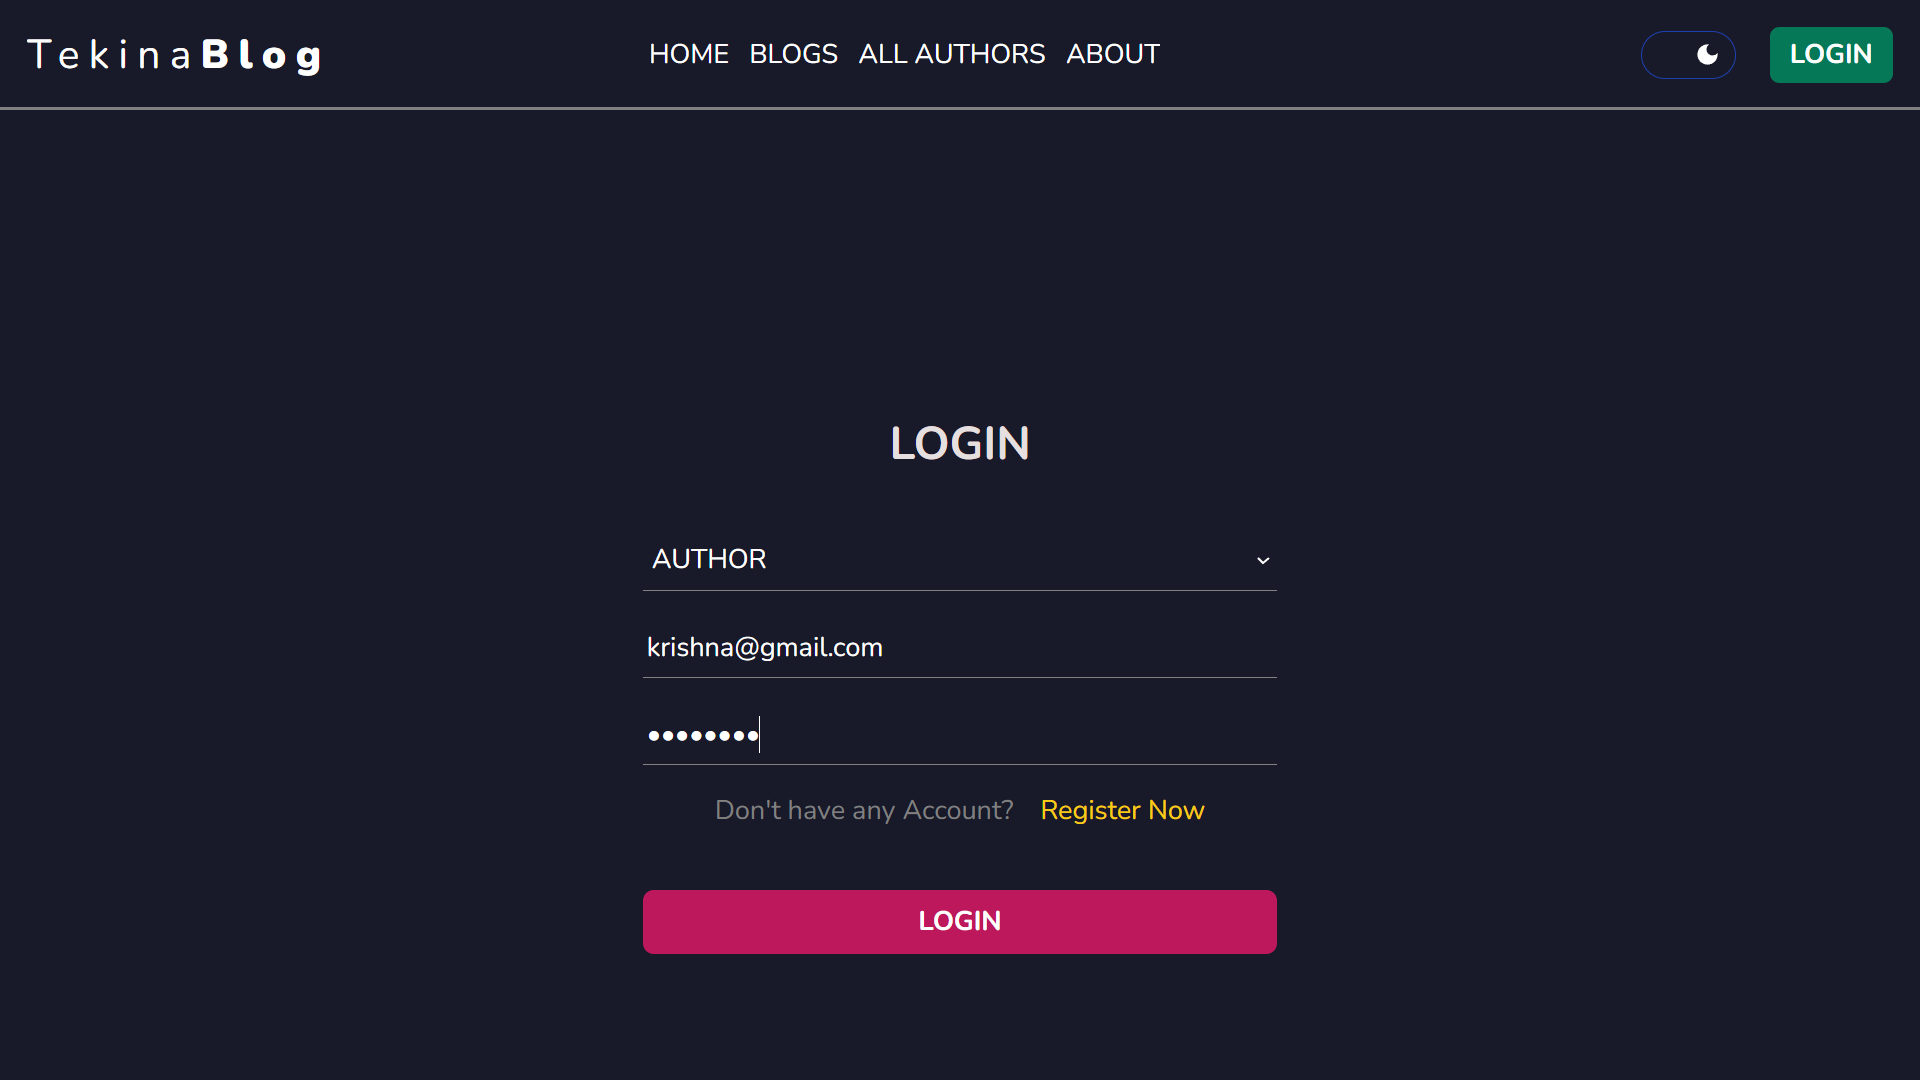 TekinaBlog
HOME BLOGS ALL AUTHORS ABOUT
LOGIN
LOGIN
AUTHOR
krishna@gmail.com
••••••••
Don't have any Account? Register Now
LOGIN